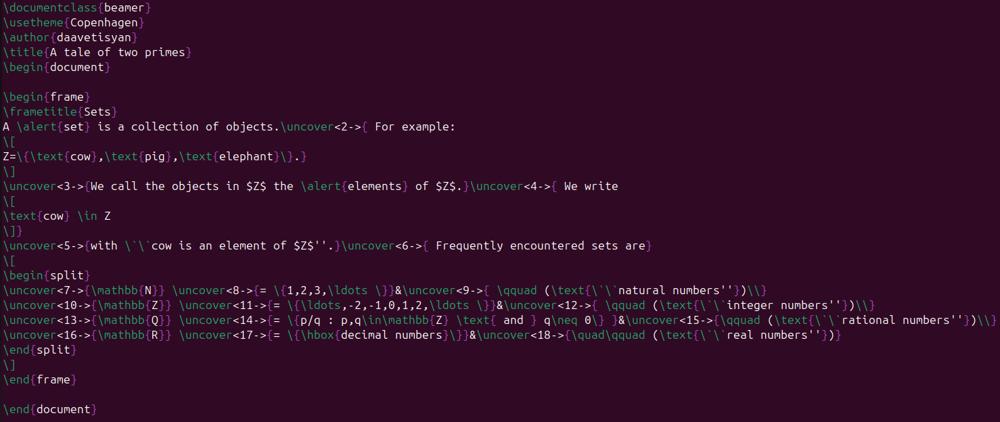 \documentclass{beamer}
\usetheme{Copenhagen}
\author{daavetisyan}
\title{A tale of two primes}
\begin{document}
\begin{frame}
\frametitle{Sets}
A \alert{set} is a collection of objects.\uncover<2->{ For example:
\[
Z=\{\text{cow},\text{pig},\text{elephant}\}.}
\]
\uncover<3->{We call the objects in $Z$ the \alert{elements} of $Z$.}\uncover<4->{ We write
\[
\text{cow} \in Z
\]}
\uncover<5->{with \`\`cow is an element of $Z$''.}\uncover<6->{ Frequently encountered sets are}
\[
\begin{split}
\uncover<7->{\mathbb{N}} \uncover<8->{= \{1,2,3,\ldots \}}&\uncover<9->{ \qquad (\text{\`\`natural numbers''})\\}
\uncover<10->{\mathbb{Z}} \uncover<11->{= \{\ldots,-2,-1,0,1,2,\ldots \}}&\uncover<12->{ \qquad (\text{\`\`integer numbers''})\\}
\uncover<13->{\mathbb{Q}} \uncover<14->{= \{p/q : p,q\in\mathbb{Z} \text{ and } q\neq 0\} }&\uncover<15->{\qquad (\text{\`\`rational numbers''})\\}
\uncover<16->{\mathbb{R}} \uncover<17->{= \{\hbox{decimal numbers}\}}&\uncover<18->{\quad\qquad (\text{\`\`real numbers''})}
\end{split}
\]
\end{frame}
\end{document}